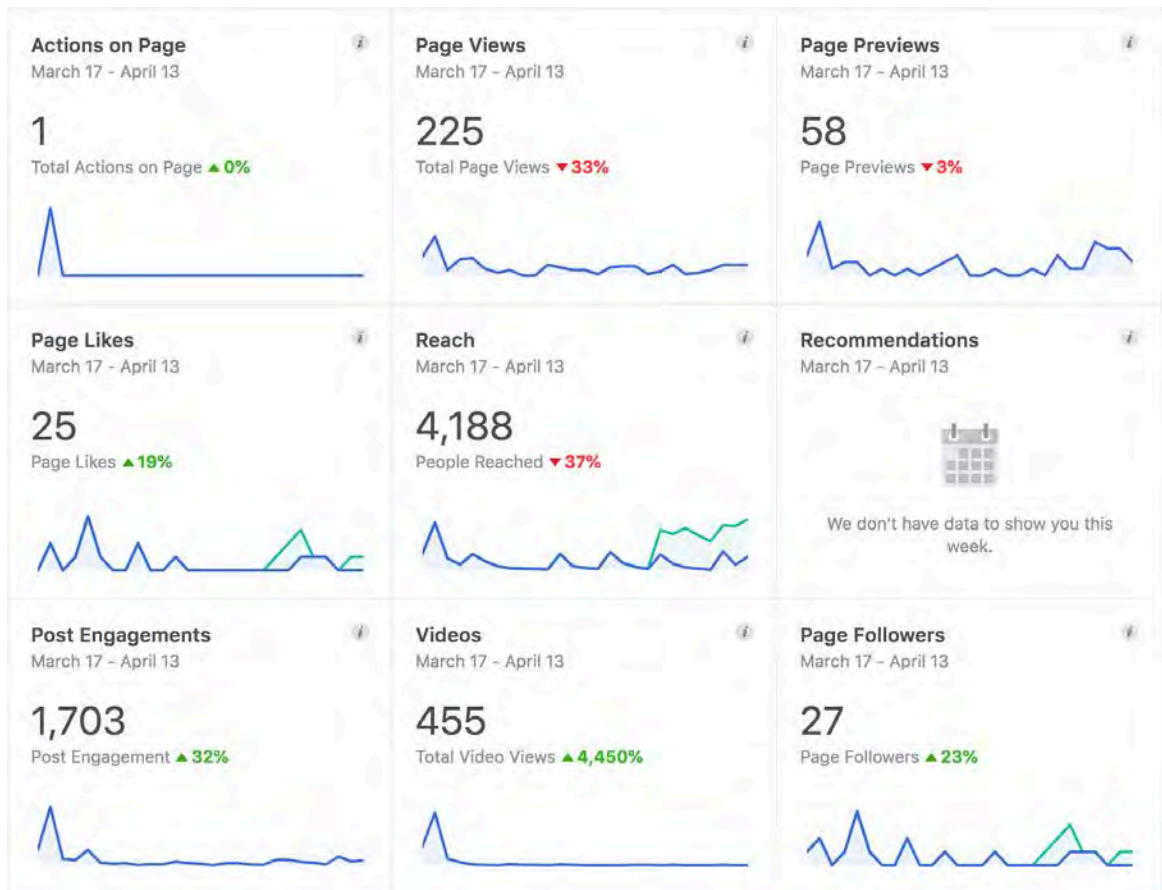 Actions on Page
March 17 - April 13
1
Total Actions on Page ▲0%
Page Views
March 17 - April 13
225
Total Page Views ▼33%
Page Previews
March 17 - April 13
58
Page Previews ▼3%
Page Likes
March 17 - April 13
25
Page Likes ▲19%
Reach
March 17 - April 13
4,188
People Reached ▼37%
Recommendations
March 17 - April 13
We don't have data to show you this
week.
Post Engagements
March 17 - April 13
1,703
Post Engagement ▲32%
Videos
March 17 - April 13
455
Total Video Views ▲4,450%
Page Followers
March 17 - April 13
27
Page Followers ▲23%